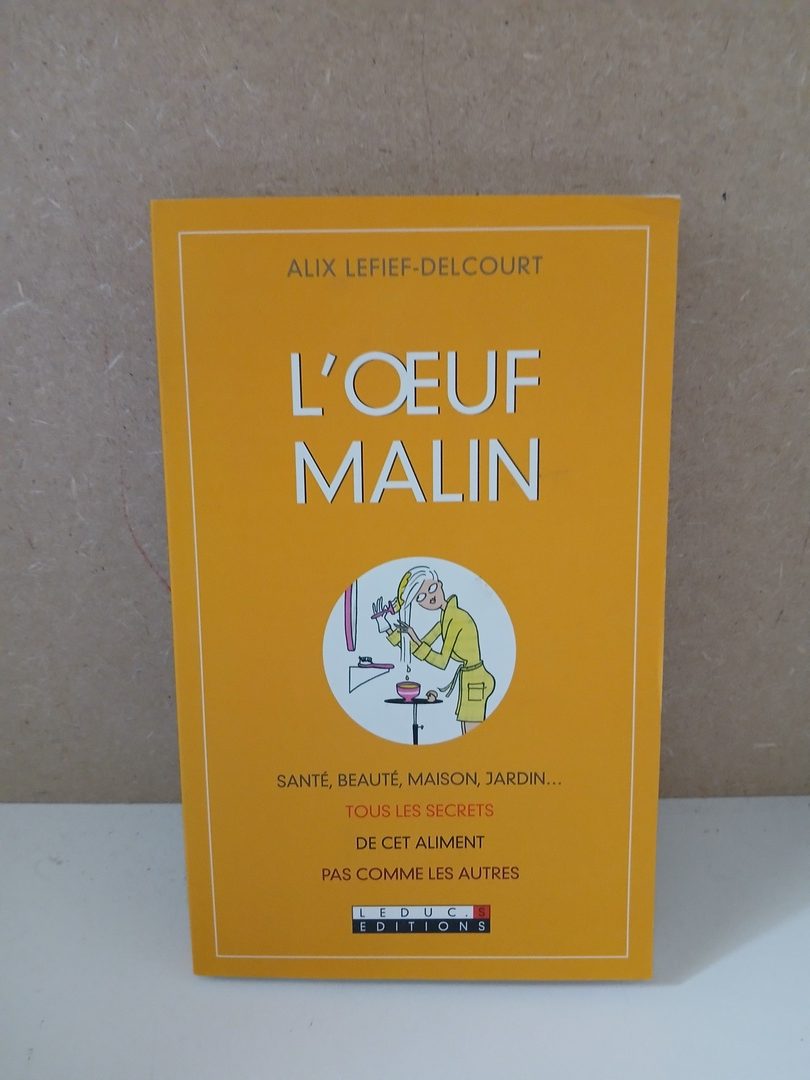 ALIX LEFIEF-DELCOURT
L'ŒUF
MALIN
SANTÉ, BEAUTÉ, MAISON, JARDIN...
TOUS LES SECRETS
DE CET ALIMENT
PAS COMME LES AUTRES
LEDUC.S
EDITIONS